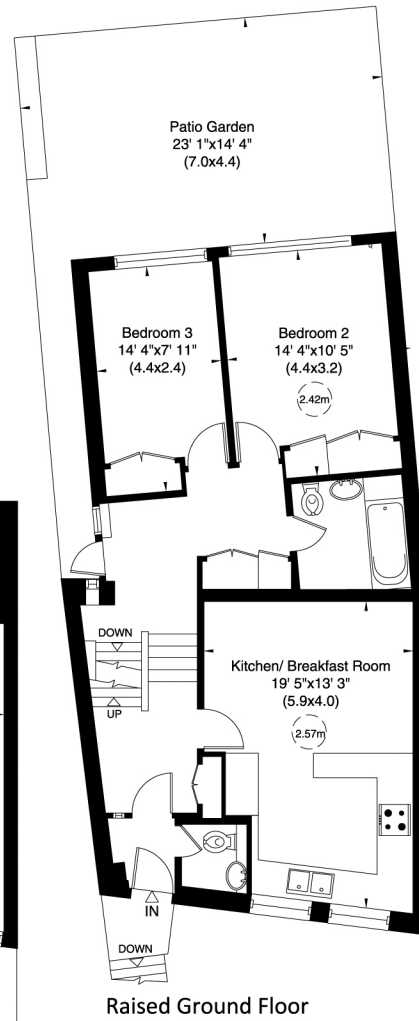 Patio Garden
23' 1"x14' 4"
(7.0x4.4)
Bedroom 3
14' 4"x7' 11"
(4.4x2.4)
Bedroom 2
14' 4"x10' 5"
(4.4x3.2)
2.42m
DOWN
UP
Kitchen/ Breakfast Room
19' 5"x13' 3"
(5.9x4.0)
2.57m
IN
DOWN
Raised Ground Floor